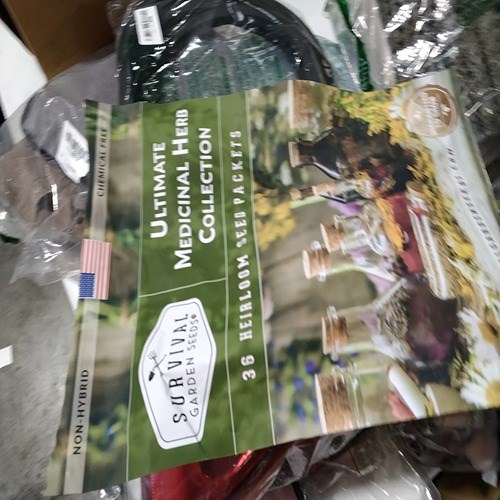 CHEMICAL FREE
NON-HYBRID
ULTIMATE
MEDICINAL HERB
COLLECTION
SURVIVAL
GARDEN SEEDS®
36 HEIRLOOM SEED PACKETS